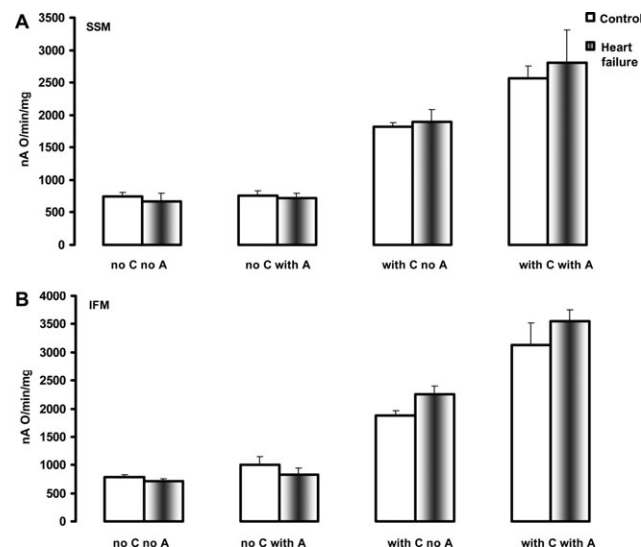 A
SSM
Control
Heart
failure
nA O/min/mg
3500
3000
2500
2000
1500
1000
500
0
no C no A
no C with A
with C no A
with C with A
B
IFM
nA O/min/mg
4000
3500
3000
2500
2000
1500
1000
500
0
no C no A
no C with A
with C no A
with C with A